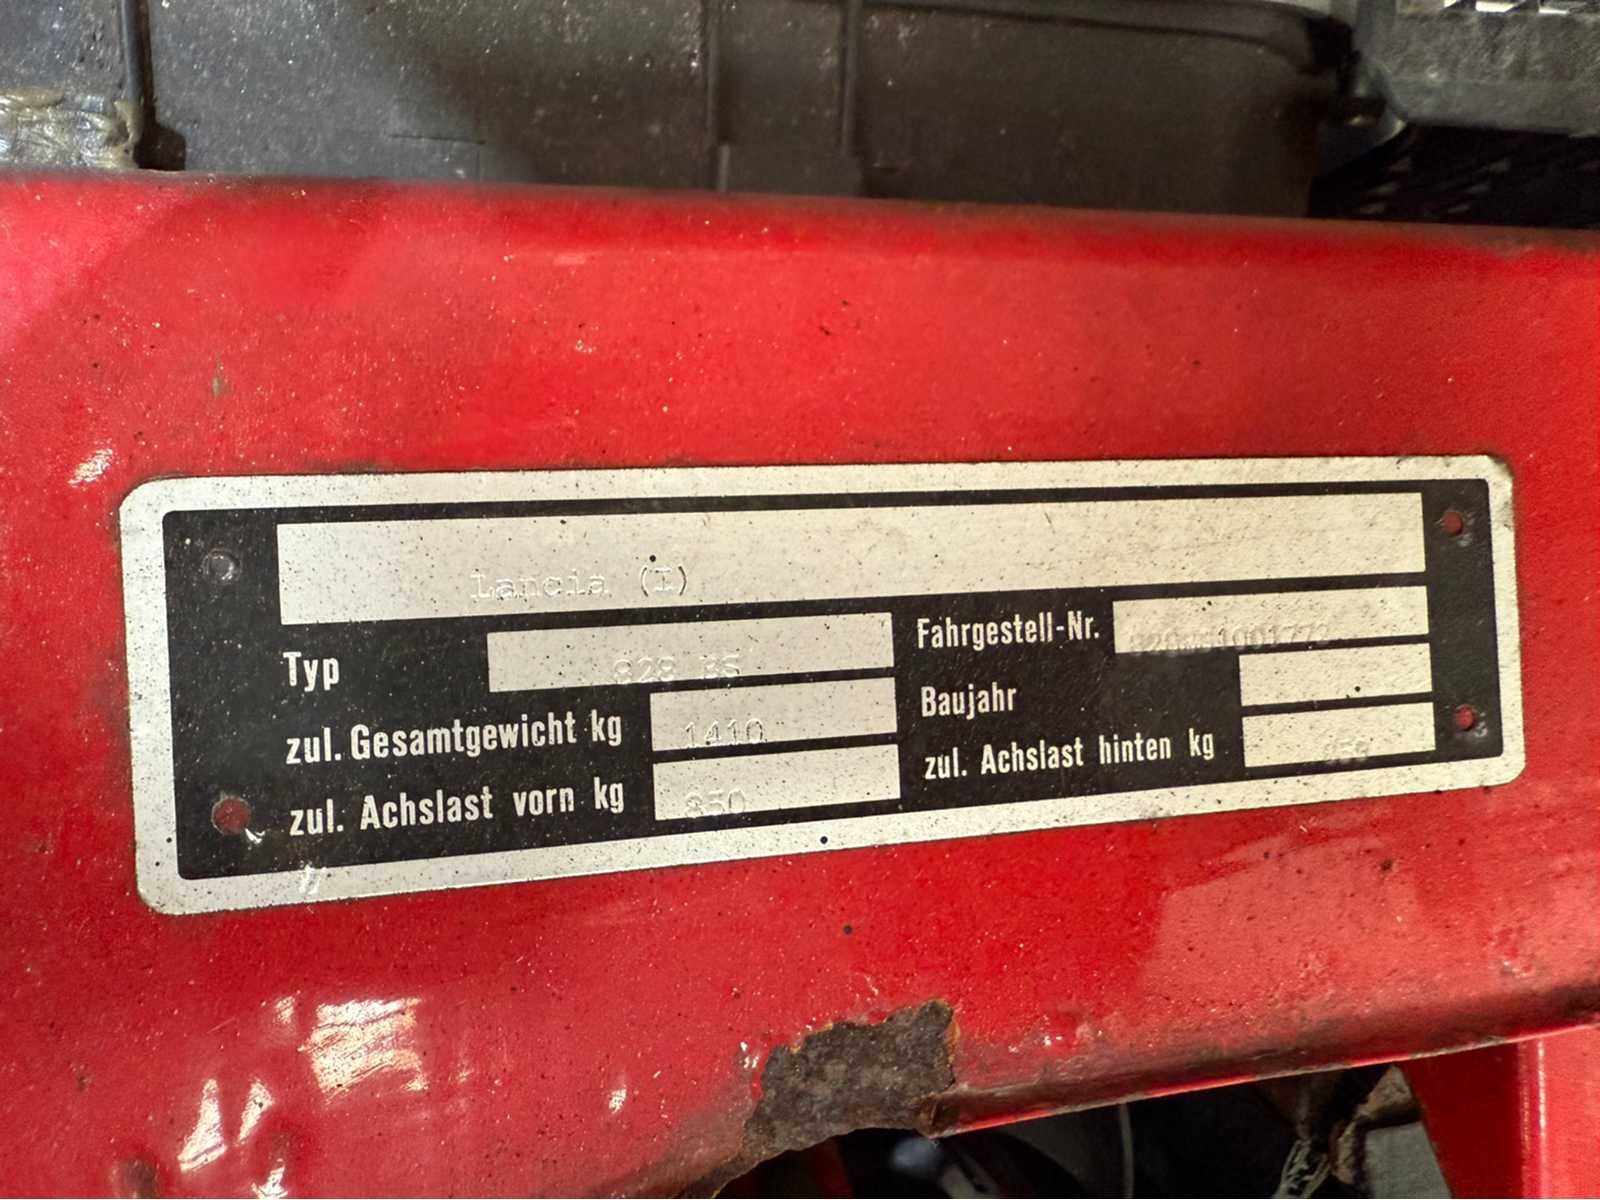 Lancia (I)
Typ 828 BS
Fahrgestell-Nr.
zul. Gesamtgewicht kg 1410
Baujahr
zul. Achslast vorn kg 850
zul. Achslast hinten kg